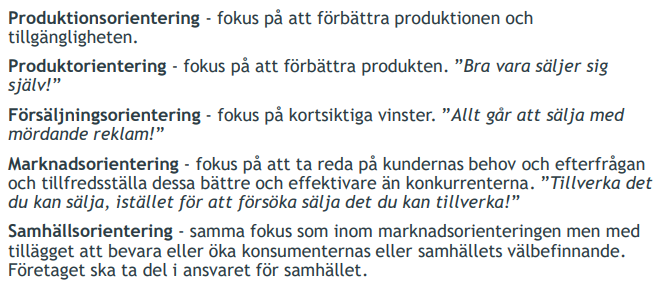 Produktionsorientering - fokus på att förbättra produktionen och
tillgängligheten.
Produktorientering - fokus på att förbättra produkten. ”Bra vara säljer sig
själv!”
Försäljningsorientering - fokus på kortsiktiga vinster. ”Allt går att sälja med
mördande reklam!”
Marknadsorientering - fokus på att ta reda på kundernas behov och efterfrågan
och tillfredsställa dessa bättre och effektivare än konkurrenterna. ”Tillverka det
du kan sälja, istället för att försöka sälja det du kan tillverka!”
Samhällsorientering - samma fokus som inom marknadsorienteringen men med
tillägget att bevara eller öka konsumenternas eller samhällets välbefinnande.
Företaget ska ta del i ansvaret för samhället.